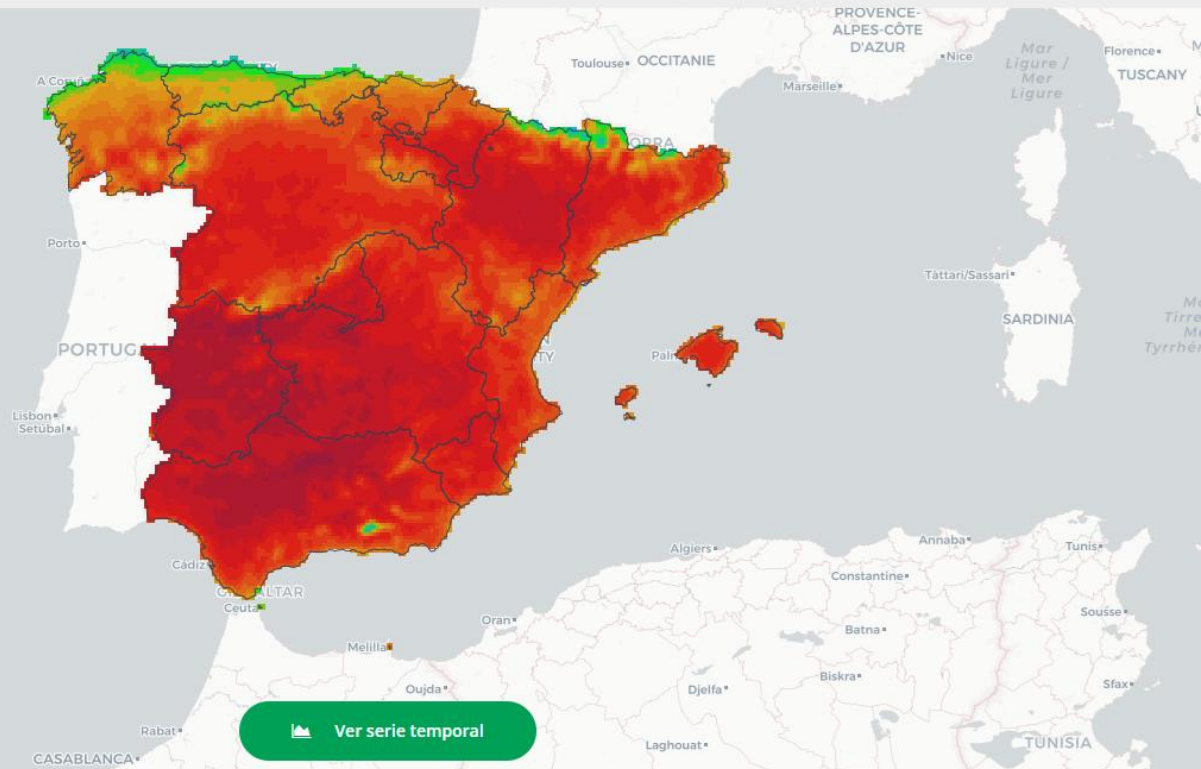 PROVENCE-
ALPES-CÔTE
D'AZUR
Nice
Toulouse
OCCITANIE
Marseille
Mar
Ligure /
Mer
Ligure
Florence
TUSCANY
A Coruña
Porto
Tàttari/Sassari
SARDINIA
PORTUGAL
Lisbon
Setúbal
Cádiz
Ceuta
Melilla
Algiers
Annaba
Tunis
Constantine
Oran
Sousse
Batna
Biskra
Oujda
Djelfa
Sfax
Ver serie temporal
Rabat
Laghouat
TUNISIA
CASABLANCA